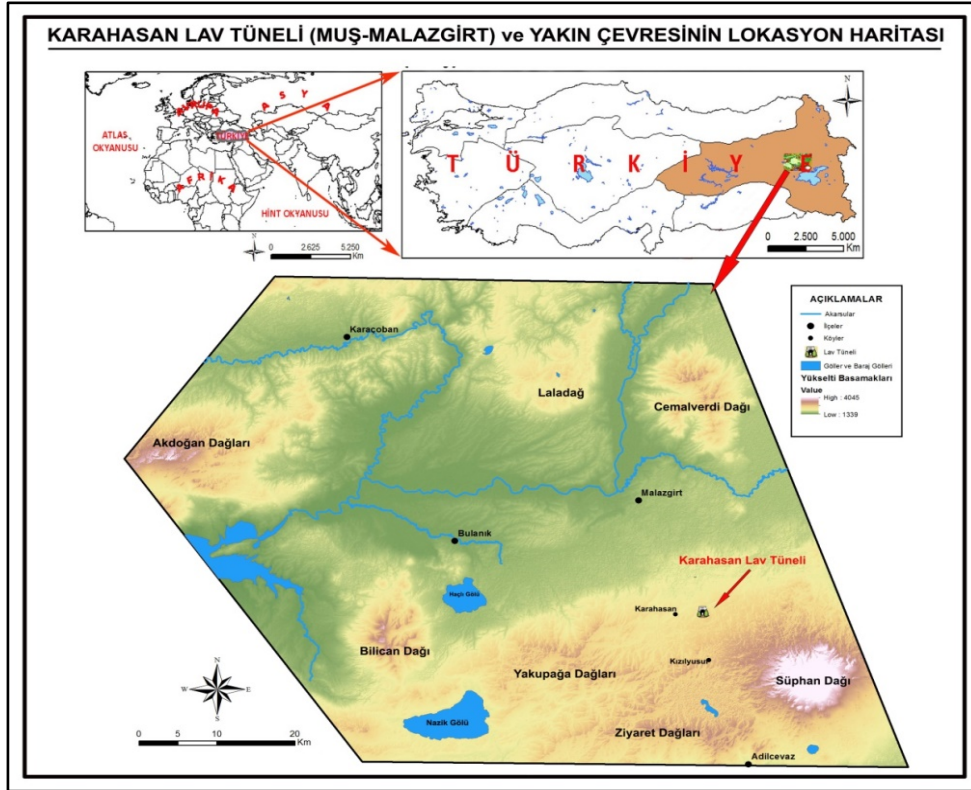 KARAHASAN LAV TÜNELİ (MUŞ-MALAZGİRT) ve YAKIN ÇEVRESİNİN LOKASYON HARİTASI
AVRUPA
ASYA
ATLAS
OKYANUSU
TÜRKİYE
AFRİKA
HİNT OKYANUSU
N
0 2.625 5.250
Km
N
T Ü R K İ Y E
0 2.500 5.000
Km
AÇIKLAMALAR
Akarsular
İlçeler
Köyler
Lav Tüneli
Göller ve Baraj Gölleri
Yükselti Basamakları
Value
High : 4045
Low : 1339
Karaçoban
Laladağ
Cemalverdi Dağı
Akdoğan Dağları
Malazgirt
Bulanık
Karahasan Lav Tüneli
Haçlı Gölü
Karahasan
Bilican Dağı
Kızılyusuf
Yakupağa Dağları
Süphan Dağı
Nazik Gölü
Ziyaret Dağları
Adilcevaz
N
W E
S
0 5 10 20
Km